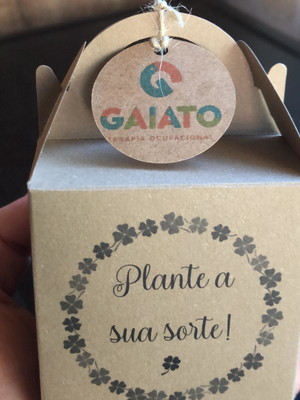 GAIATO
TERAPIA OCUPACIONAL
Plante a
sua sorte!